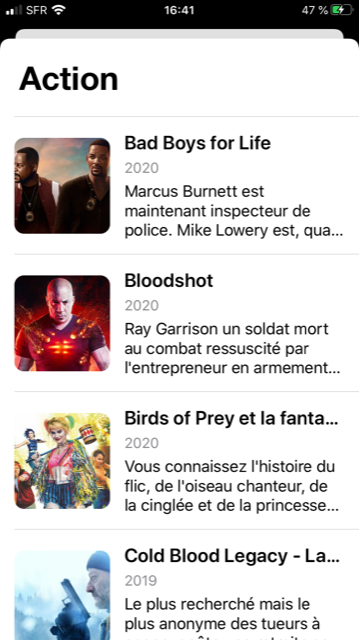 SFR 16:41 47 %
Action
Bad Boys for Life
2020
Marcus Burnett est
maintenant inspecteur de
police. Mike Lowery est, qua...
Bloodshot
2020
Ray Garrison un soldat mort
au combat ressuscité par
l'entrepreneur en armement...
Birds of Prey et la fanta...
2020
Vous connaissez l'histoire du
flic, de l'oiseau chanteur, de
la cinglée et de la princesse...
Cold Blood Legacy - La...
2019
Le plus recherché mais le
plus anonyme des tueurs à